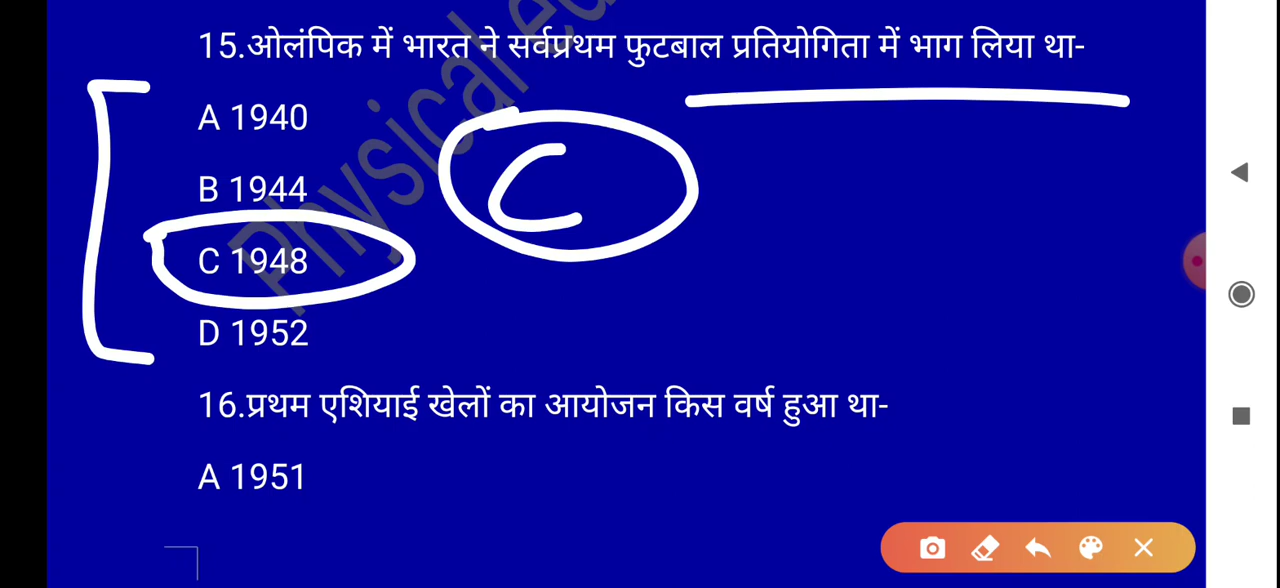 15.ओलंपिक में भारत ने सर्वप्रथम फुटबाल प्रतियोगिता में भाग लिया था-
A 1940
C
B 1944
C 1948
D 1952
16.प्रथम एशियाई खेलों का आयोजन किस वर्ष हुआ था-
A 1951
Physical